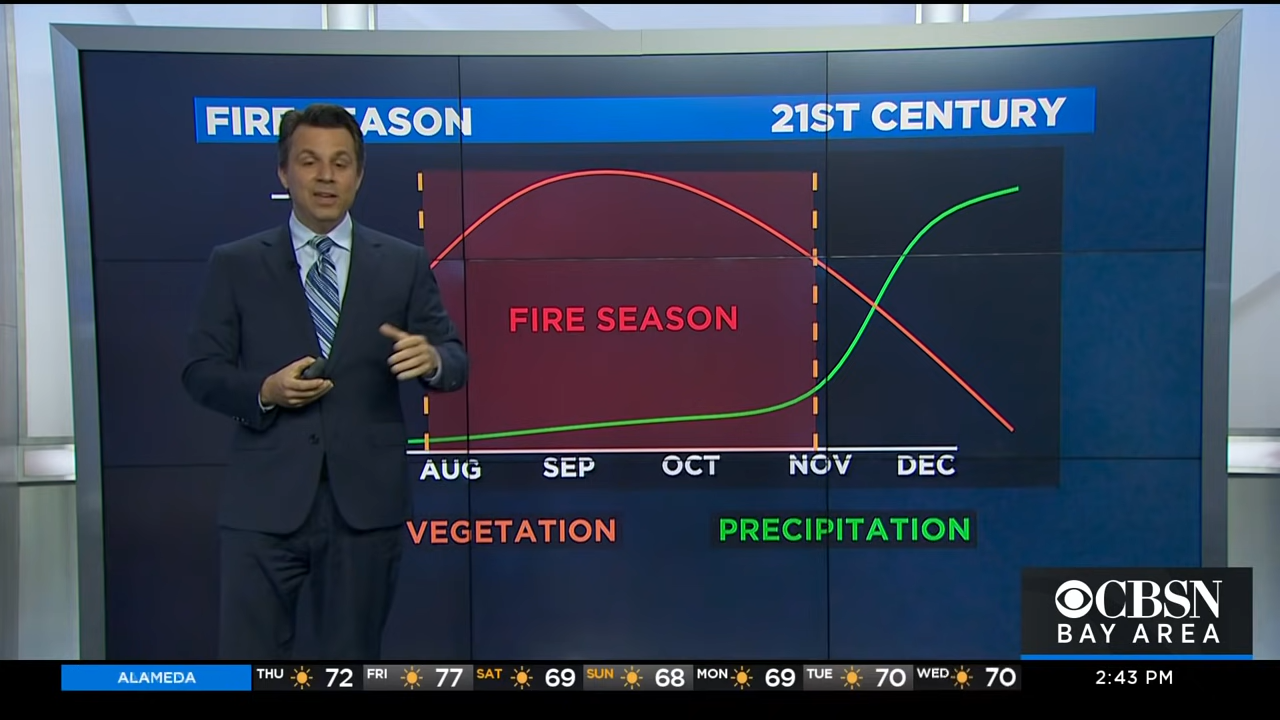 FIRE SEASON
21ST CENTURY
FIRE SEASON
AUG SEP OCT NOV DEC
VEGETATION PRECIPITATION
CBSN
BAY AREA
ALAMEDA THU 72 FRI 77 SAT 69 SUN 68 MON 69 TUE 70 WED 70 2:43 PM